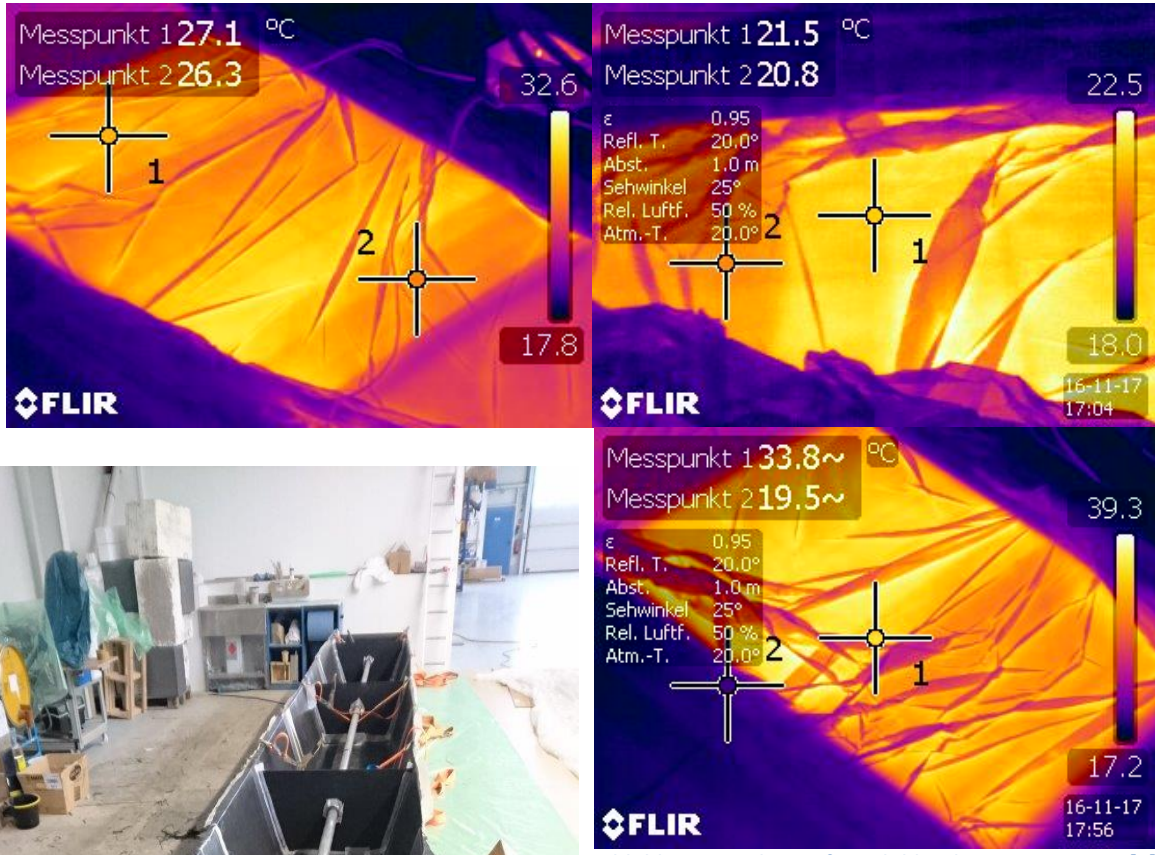 Messpunkt 1 27.1 °C
Messpunkt 2 26.3
32.6
1
2
17.8
FLIR
Messpunkt 1 21.5 °C
Messpunkt 2 20.8
22.5
ε 0.95
Refl. T. 20.0°
Abst. 1.0 m
Sehwinkel 25°
Rel. Luftf. 50 %
Atm.-T. 20.0°
2
1
18.0
16-11-17
17:04
FLIR
Messpunkt 1 33.8~ °C
Messpunkt 2 19.5~
39.3
ε 0.95
Refl. T. 20.0°
Abst. 1.0 m
Sehwinkel 25°
Rel. Luftf. 50 %
Atm.-T. 20.0°
2
1
17.2
16-11-17
17:56
FLIR